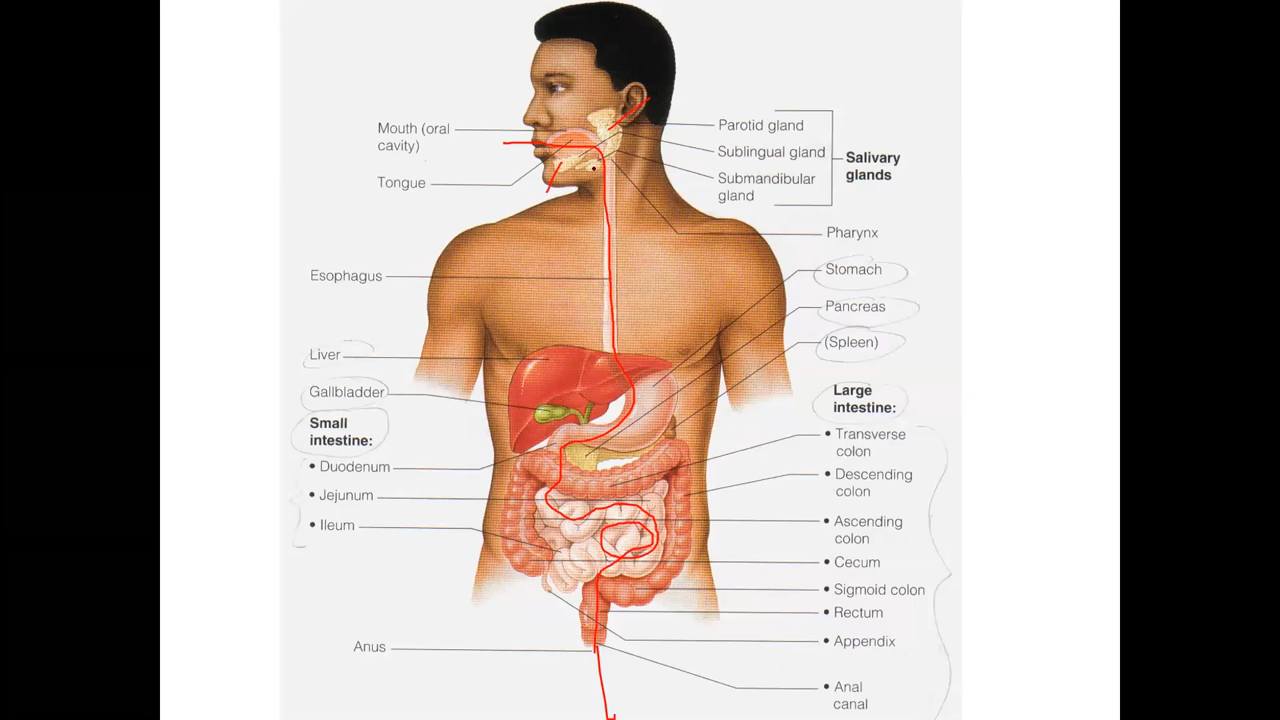 Mouth (oral
cavity)
Tongue
Esophagus
Liver
Gallbladder
Small
intestine:
• Duodenum
• Jejunum
• Ileum
Anus
Parotid gland
Sublingual gland
Submandibular
gland
Salivary
glands
Pharynx
Stomach
Pancreas
(Spleen)
Large
intestine:
• Transverse
colon
• Descending
colon
• Ascending
colon
• Cecum
• Sigmoid colon
• Rectum
• Appendix
• Anal
canal